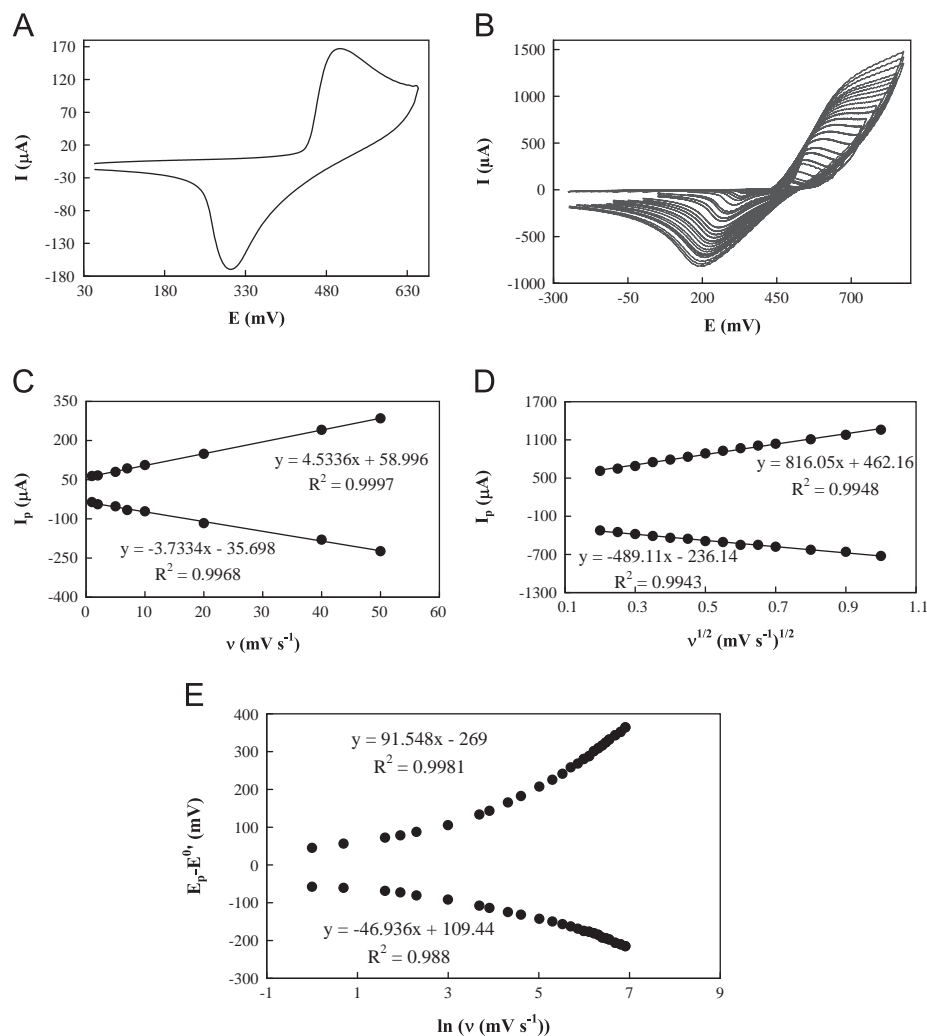 A
170
120
70
20
-30
-80
-130
-180
I (µA)
30 180 330 480 630
E (mV)
B
1500
1000
500
0
-500
-1000
I (µA)
-300 -50 200 450 700
E (mV)
C
350
200
50
-100
-250
-400
Iₚ (µA)
y = 4.5336x + 58.996
R² = 0.9997
y = -3.7334x - 35.698
R² = 0.9968
0 10 20 30 40 50 60
ν (mV s⁻¹)
D
1700
1100
500
-100
-700
-1300
Iₚ (µA)
y = 816.05x + 462.16
R² = 0.9948
y = -489.11x - 236.14
R² = 0.9943
0.1 0.3 0.5 0.7 0.9 1.1
ν¹ᐟ² (mV s⁻¹)¹ᐟ²
E
400
300
200
100
0
-100
-200
-300
Eₚ-E⁰' (mV)
y = 91.548x - 269
R² = 0.9981
y = -46.936x + 109.44
R² = 0.988
-1 1 3 5 7 9
ln (ν (mV s⁻¹))